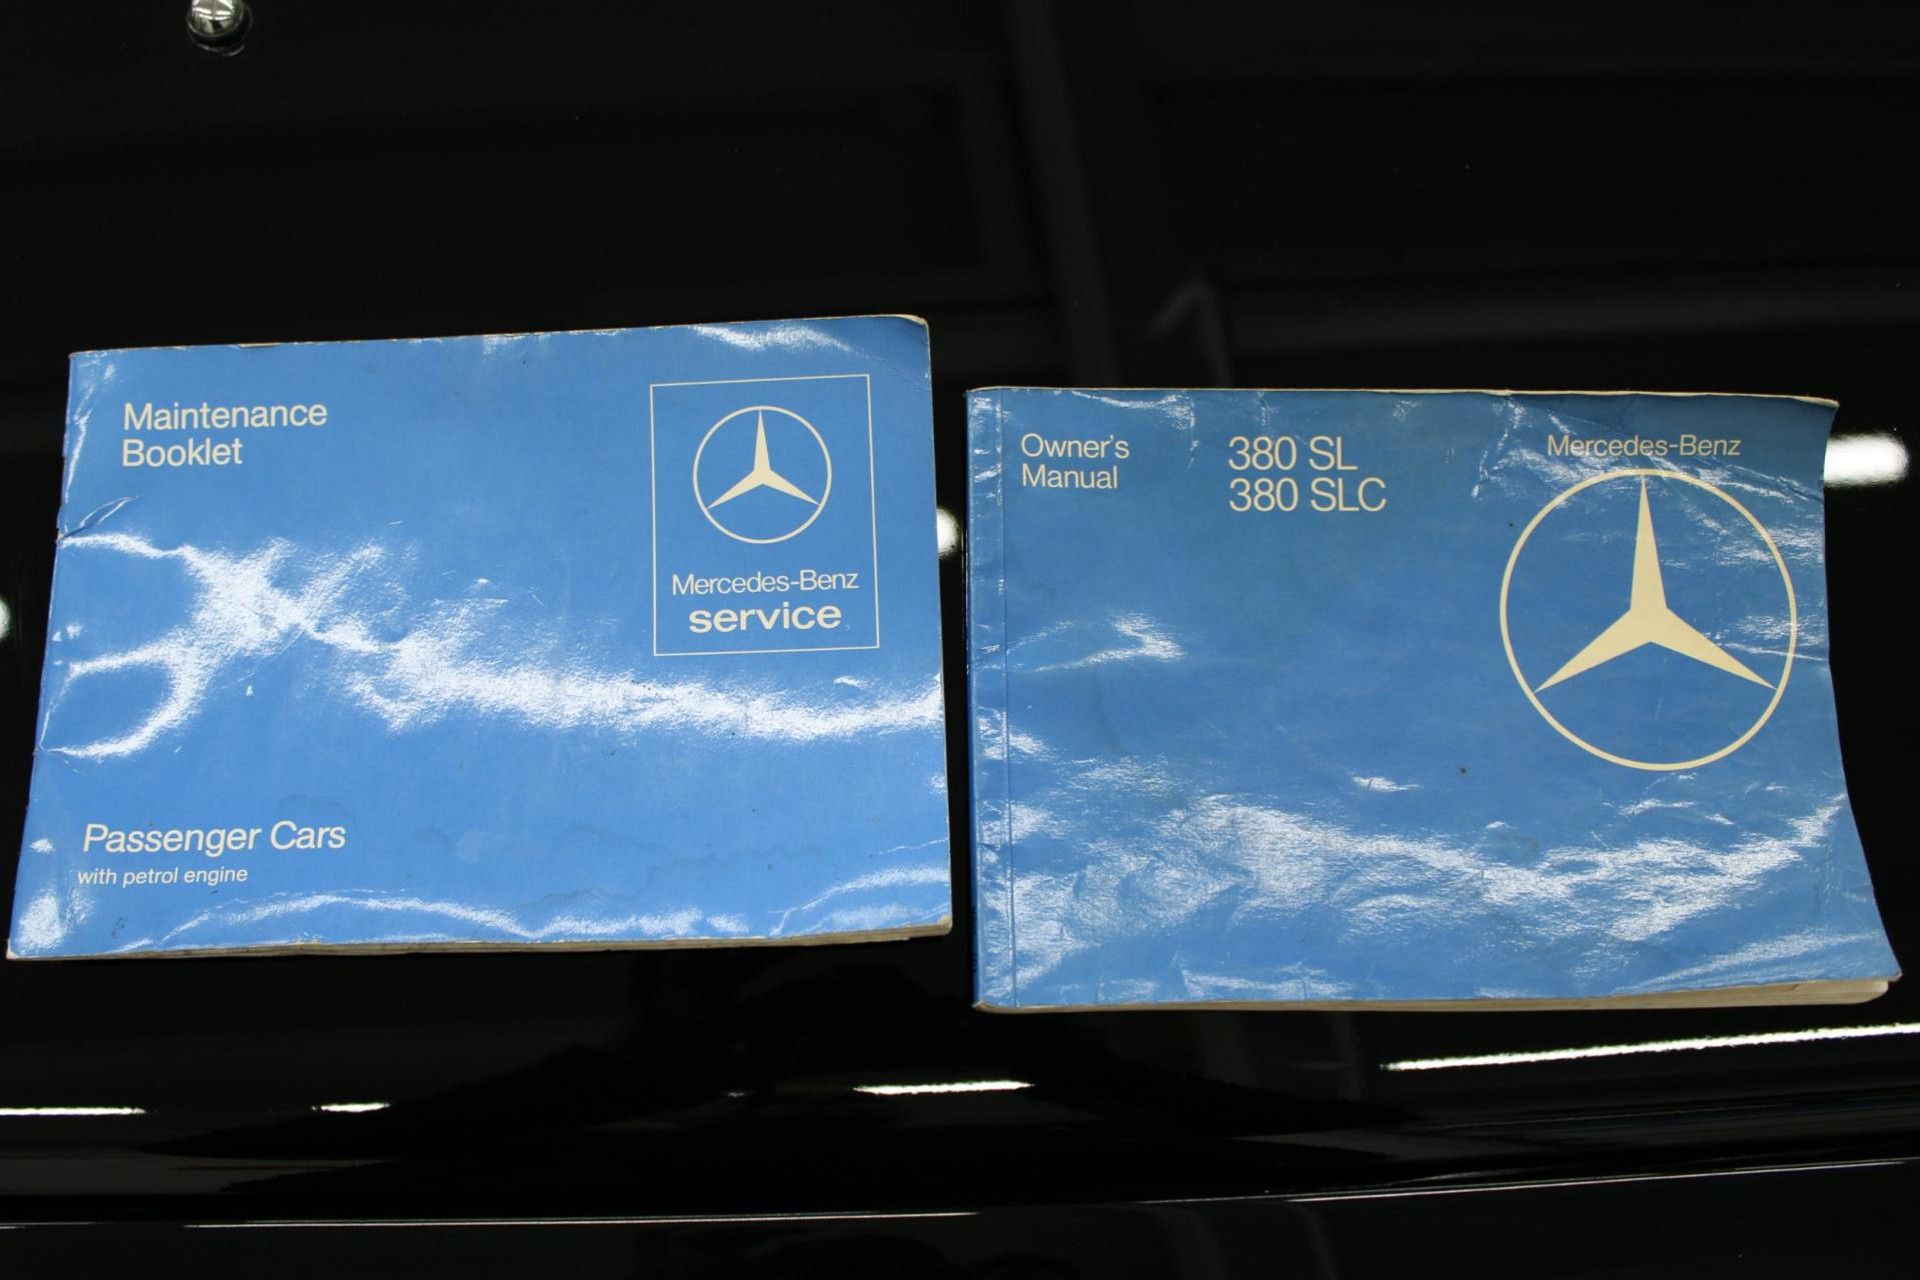 Maintenance
Booklet
Mercedes-Benz
service
Passenger Cars
with petrol engine
Owner's
Manual
380 SL
380 SLC
Mercedes-Benz